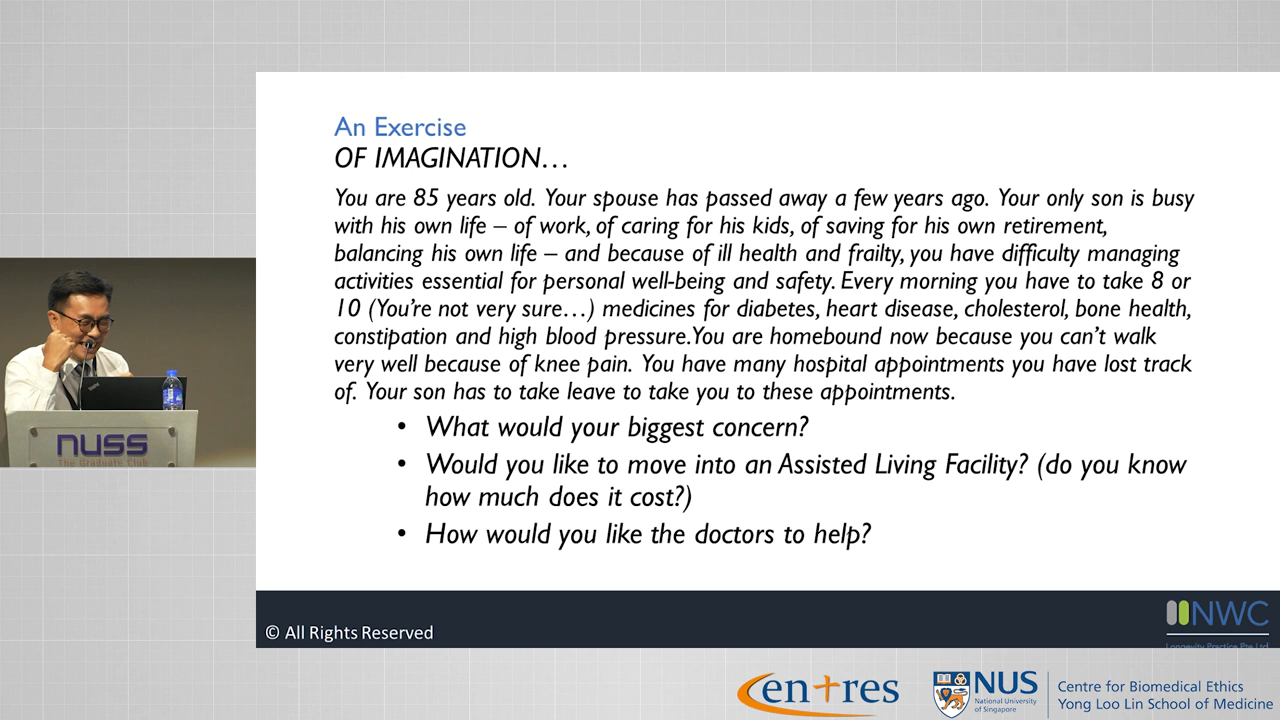 An Exercise
OF IMAGINATION…
You are 85 years old. Your spouse has passed away a few years ago. Your only son is busy
with his own life – of work, of caring for his kids, of saving for his own retirement,
balancing his own life – and because of ill health and frailty, you have difficulty managing
activities essential for personal well-being and safety. Every morning you have to take 8 or
10 (You’re not very sure…) medicines for diabetes, heart disease, cholesterol, bone health,
constipation and high blood pressure.You are homebound now because you can’t walk
very well because of knee pain. You have many hospital appointments you have lost track
of. Your son has to take leave to take you to these appointments.
• What would your biggest concern?
• Would you like to move into an Assisted Living Facility? (do you know
how much does it cost?)
• How would you like the doctors to help?
NUSS
The Graduate Club
© All Rights Reserved
NWC
Longevity Practice Pte Ltd
Centres
NUS
National University
of Singapore
Centre for Biomedical Ethics
Yong Loo Lin School of Medicine